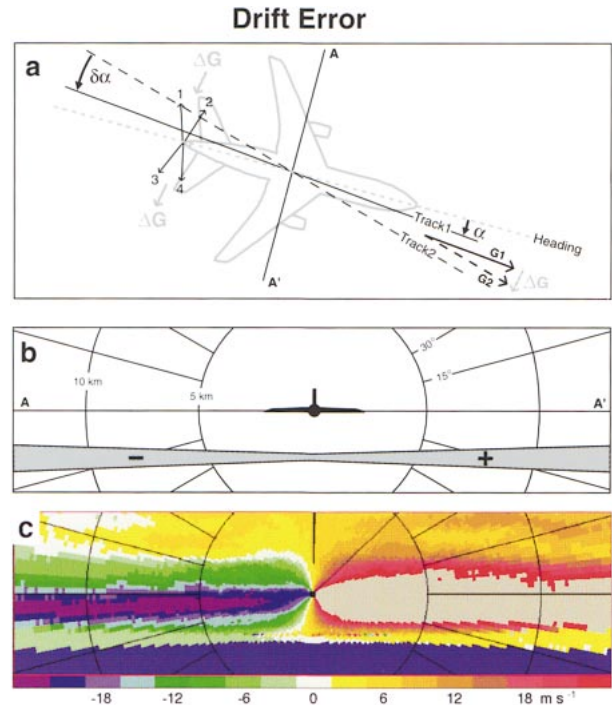 Drift Error
a
A
ΔG
δα
1
2
3
4
ΔG
Track1
α
Heading
Track2
G1
G2
ΔG
A'
b
30°
15°
10 km
5 km
A
A'
−
+
c
-18 -12 -6 0 6 12 18 m s⁻¹